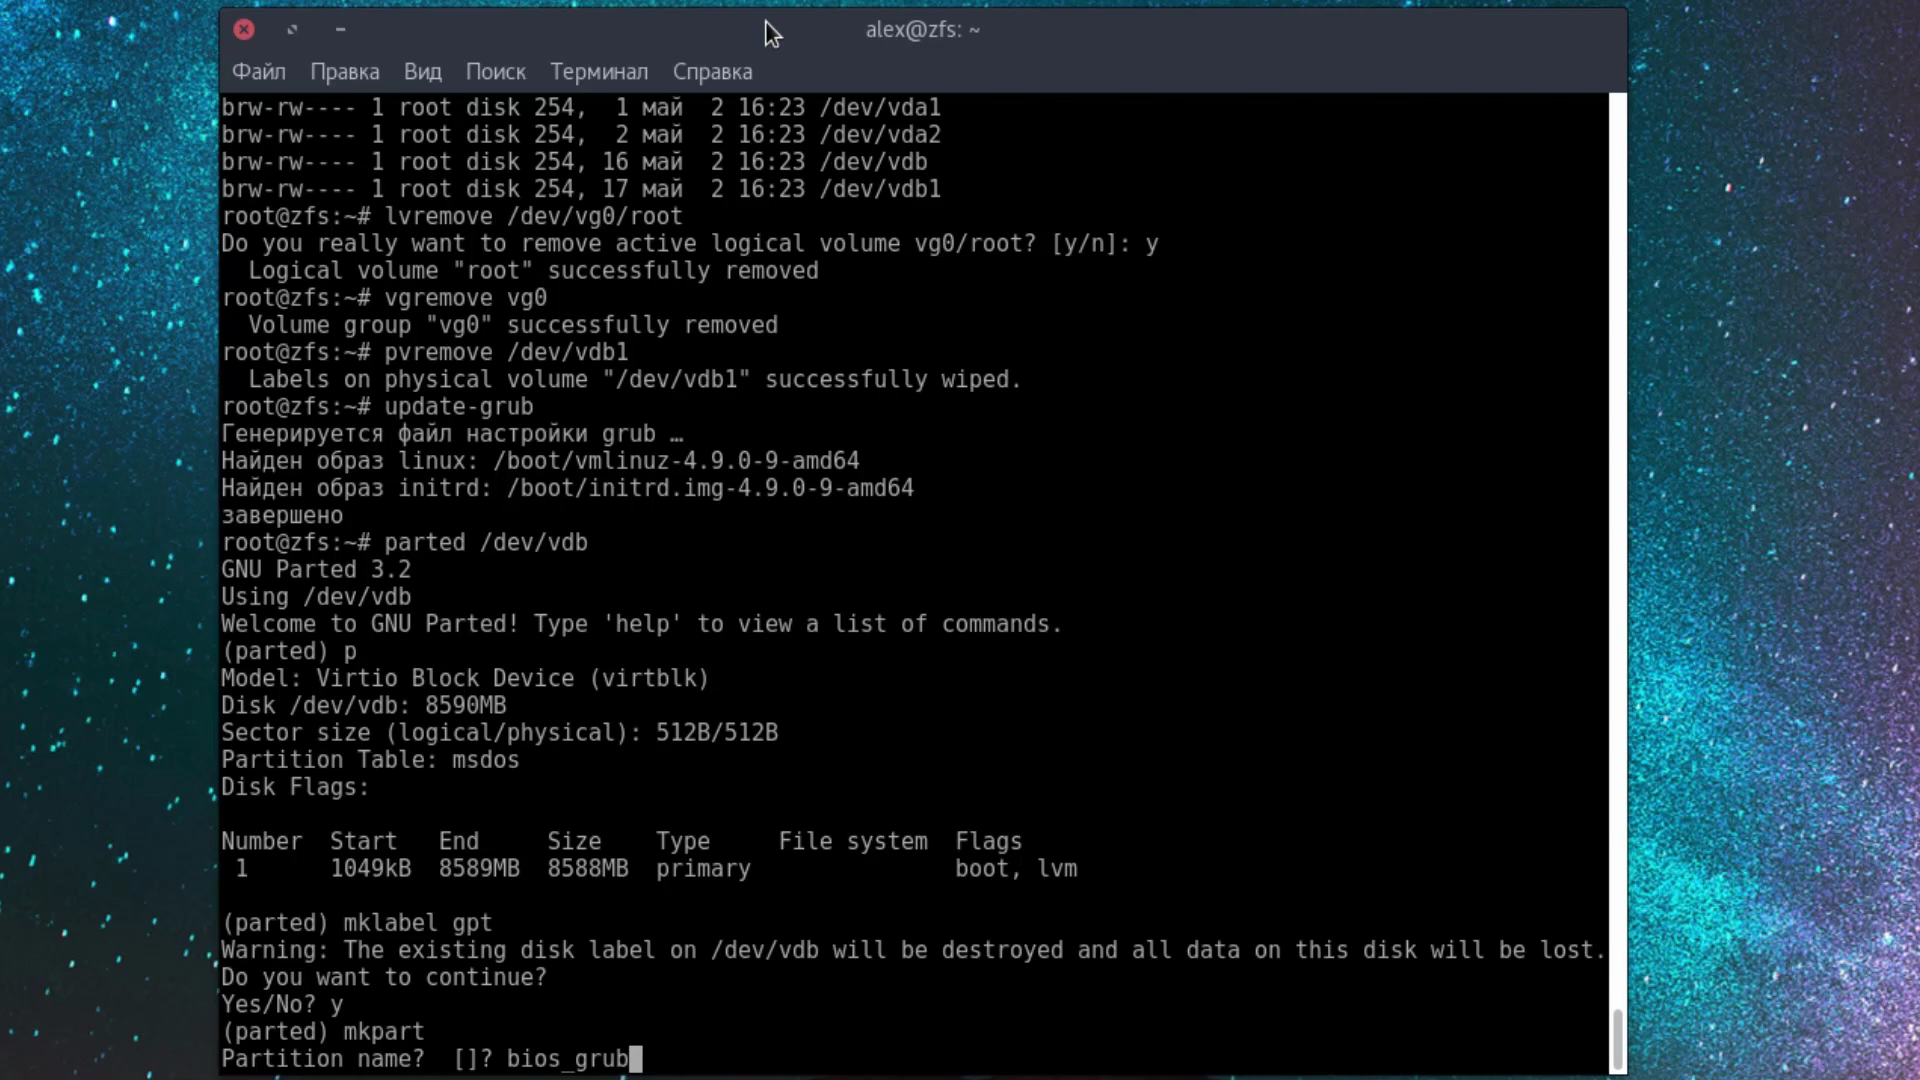 alex@zfs: ~
Файл Правка Вид Поиск Терминал Справка
brw-rw---- 1 root disk 254,  1 май  2 16:23 /dev/vda1
brw-rw---- 1 root disk 254,  2 май  2 16:23 /dev/vda2
brw-rw---- 1 root disk 254, 16 май  2 16:23 /dev/vdb
brw-rw---- 1 root disk 254, 17 май  2 16:23 /dev/vdb1
root@zfs:~# lvremove /dev/vg0/root
Do you really want to remove active logical volume vg0/root? [y/n]: y
  Logical volume "root" successfully removed
root@zfs:~# vgremove vg0
  Volume group "vg0" successfully removed
root@zfs:~# pvremove /dev/vdb1
  Labels on physical volume "/dev/vdb1" successfully wiped.
root@zfs:~# update-grub
Генерируется файл настройки grub …
Найден образ linux: /boot/vmlinuz-4.9.0-9-amd64
Найден образ initrd: /boot/initrd.img-4.9.0-9-amd64
завершено
root@zfs:~# parted /dev/vdb
GNU Parted 3.2
Using /dev/vdb
Welcome to GNU Parted! Type 'help' to view a list of commands.
(parted) p
Model: Virtio Block Device (virtblk)
Disk /dev/vdb: 8590MB
Sector size (logical/physical): 512B/512B
Partition Table: msdos
Disk Flags:
Number  Start   End     Size    Type     File system  Flags
 1      1049kB  8589MB  8588MB  primary               boot, lvm
(parted) mklabel gpt
Warning: The existing disk label on /dev/vdb will be destroyed and all data on this disk will be lost.
Do you want to continue?
Yes/No? y
(parted) mkpart
Partition name?  []? bios_grub